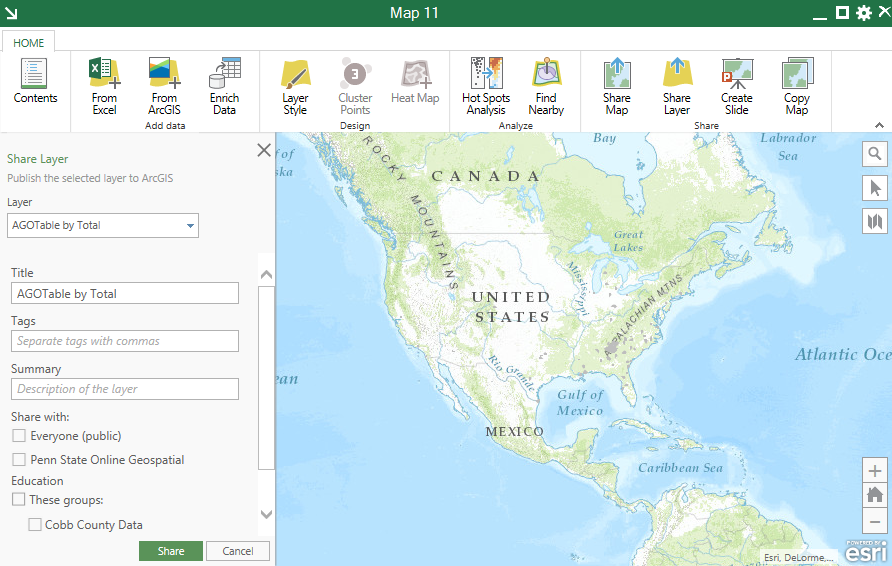 Map 11
HOME
Contents
From Excel
From ArcGIS
Enrich Data
Add data
Layer Style
Cluster Points
3
Heat Map
Design
Hot Spots Analysis
Find Nearby
Analyze
Share Map
Share Layer
Create Slide
Copy Map
Share
Share Layer
Publish the selected layer to ArcGIS
Layer
AGOTable by Total
Title
AGOTable by Total
Tags
Separate tags with commas
Summary
Description of the layer
Share with:
Everyone (public)
Penn State Online Geospatial
Education
These groups:
Cobb County Data
Share
Cancel
of
ska
ROCKY MOUNTAINS
CANADA
Bay
Labrador
Sea
Great
Lakes
Mississippi
UNITED
STATES
APPALACHIAN MTNS
Rio Grande
Atlantic Oce
ean
Gulf of
Mexico
MEXICO
Caribbean Sea
Esri, DeLorme,...
POWERED BY
esri